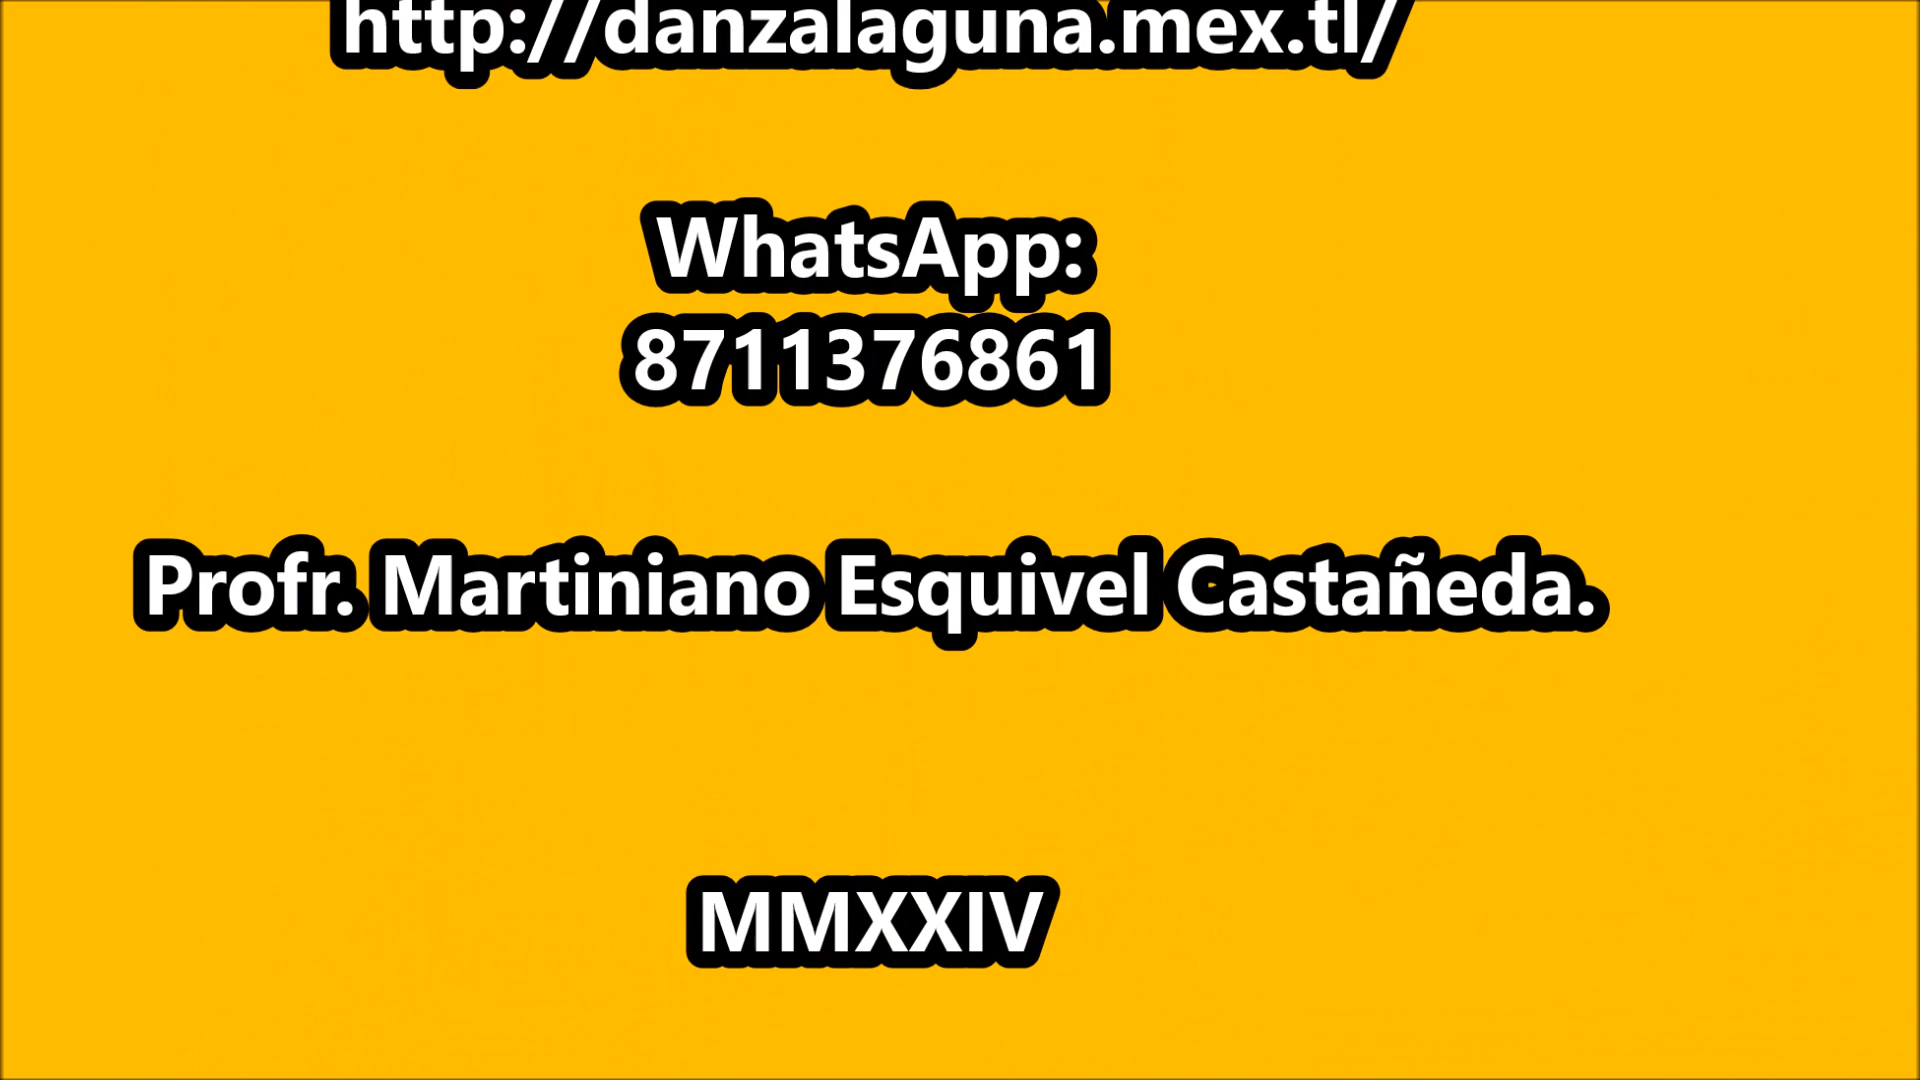 http://danzalaguna.mex.tl/
WhatsApp:
8711376861
Profr. Martiniano Esquivel Castañeda.
MMXXIV